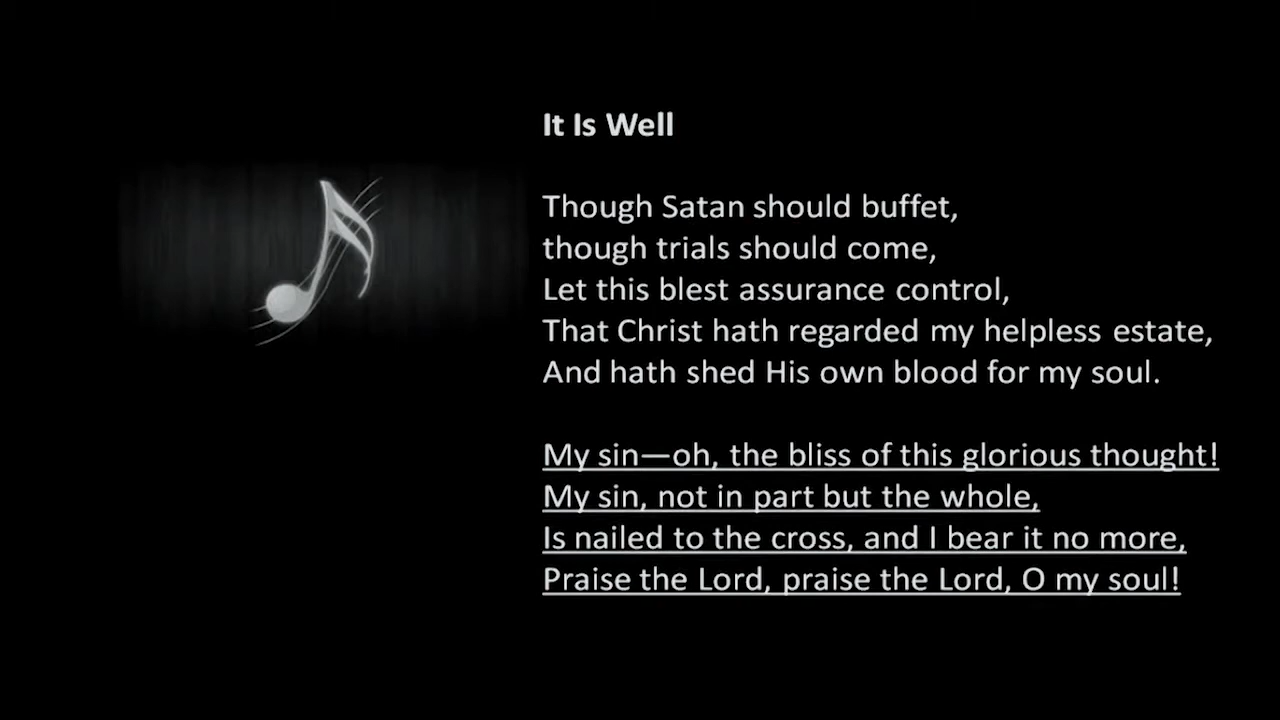 It Is Well
Though Satan should buffet,
though trials should come,
Let this blest assurance control,
That Christ hath regarded my helpless estate,
And hath shed His own blood for my soul.
My sin—oh, the bliss of this glorious thought!
My sin, not in part but the whole,
Is nailed to the cross, and I bear it no more,
Praise the Lord, praise the Lord, O my soul!